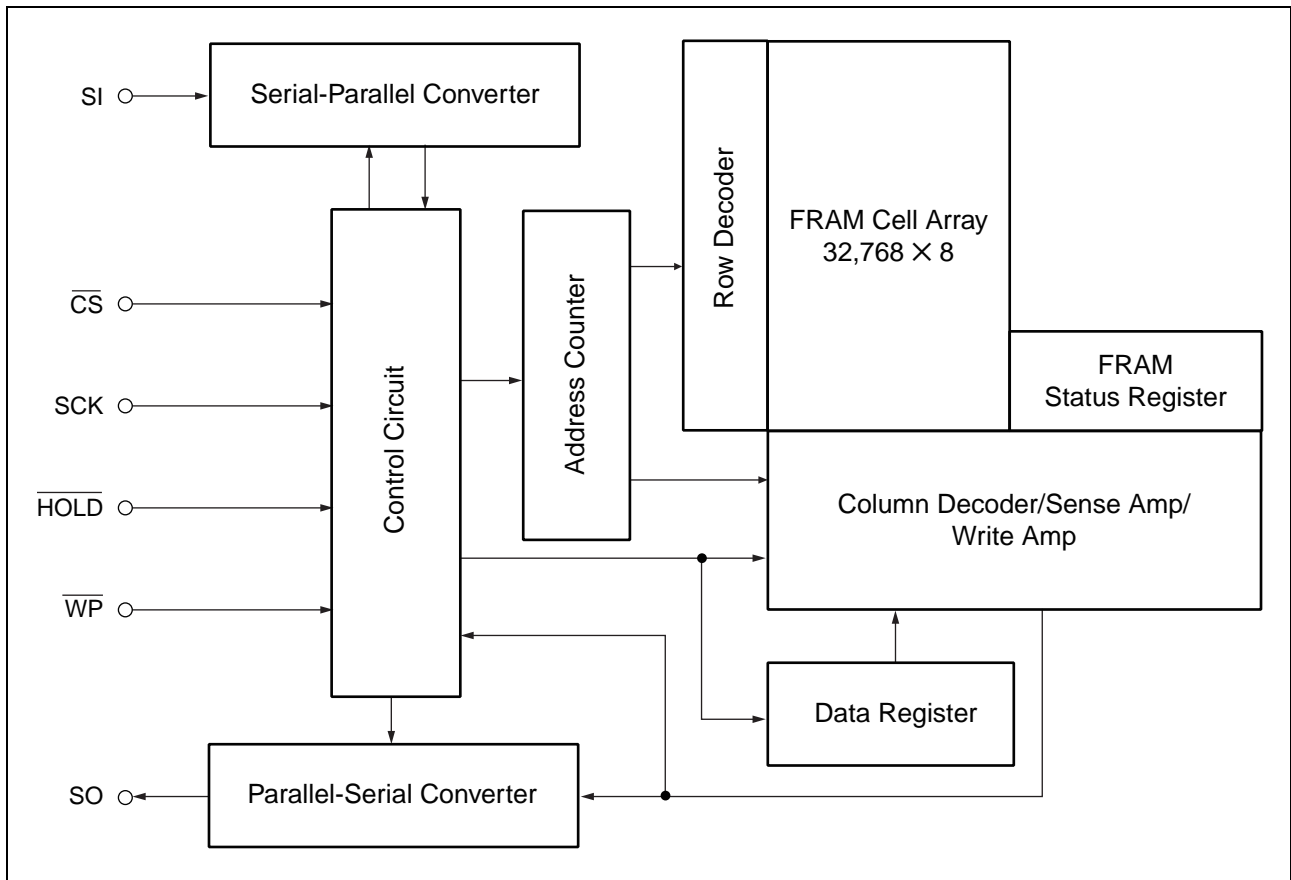 SI
Serial-Parallel Converter
CS
SCK
HOLD
WP
SO
Control Circuit
Address Counter
Row Decoder
FRAM Cell Array
32,768 × 8
FRAM
Status Register
Column Decoder/Sense Amp/
Write Amp
Data Register
Parallel-Serial Converter